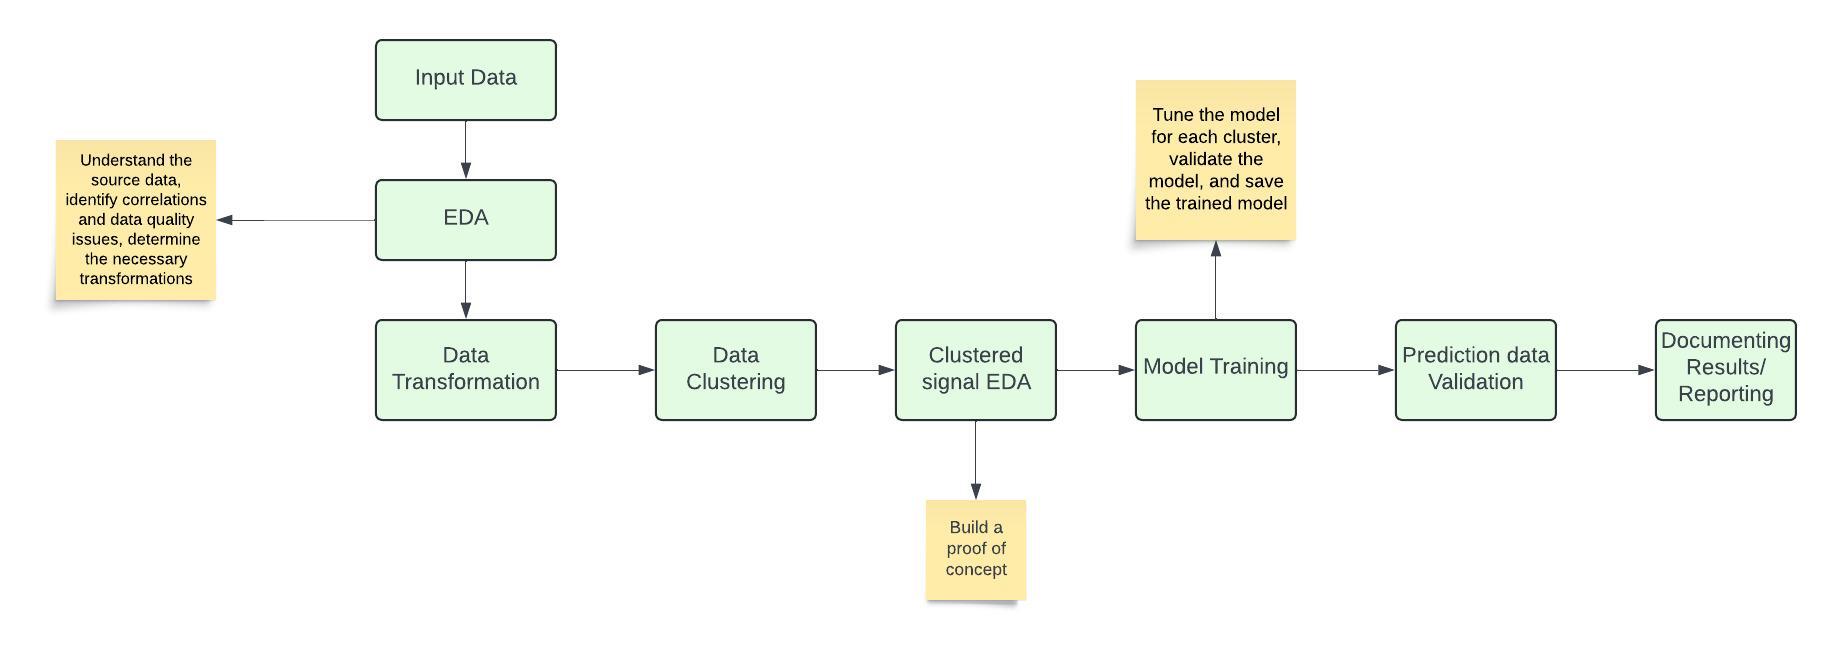 Input Data
Understand the
source data,
identify correlations
and data quality
issues, determine
the necessary
transformations
EDA
Tune the model
for each cluster,
validate the
model, and save
the trained model
Data
Transformation
Data
Clustering
Clustered
signal EDA
Model Training
Prediction data
Validation
Documenting
Results/
Reporting
Build a
proof of
concept